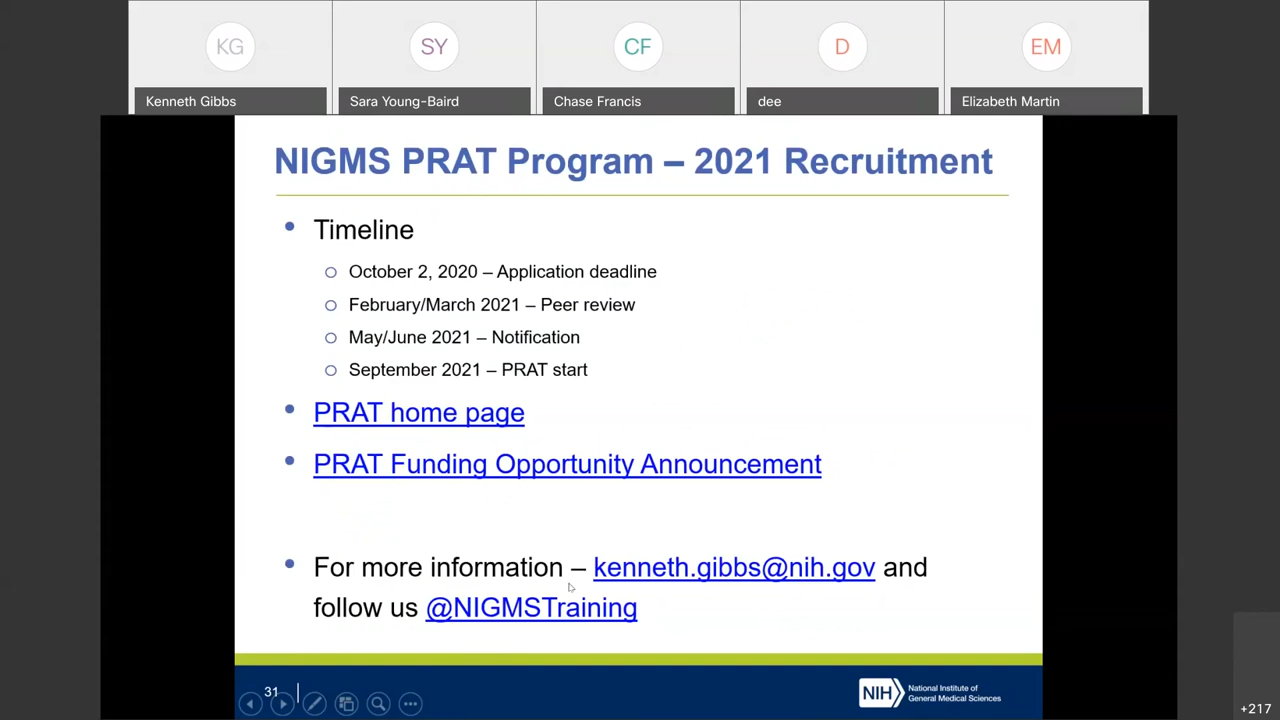 KG
SY
CF
D
EM
Kenneth Gibbs
Sara Young-Baird
Chase Francis
dee
Elizabeth Martin
NIGMS PRAT Program – 2021 Recruitment
• Timeline
o October 2, 2020 – Application deadline
o February/March 2021 – Peer review
o May/June 2021 – Notification
o September 2021 – PRAT start
• PRAT home page
• PRAT Funding Opportunity Announcement
• For more information – kenneth.gibbs@nih.gov and
follow us @NIGMSTraining
31
NIH
National Institute of
General Medical Sciences
+217